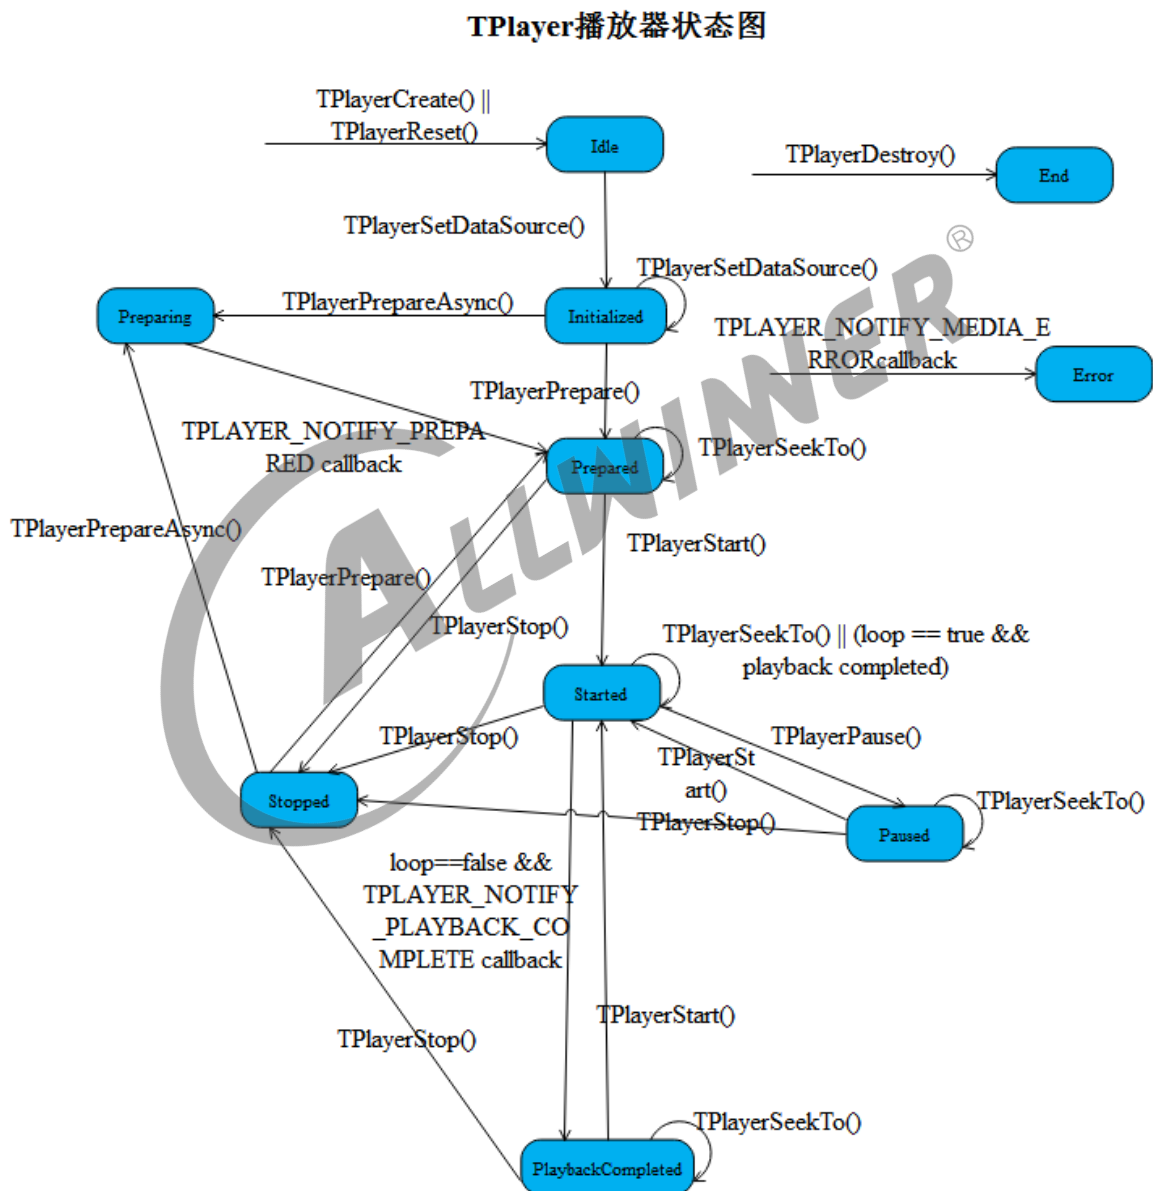 TPlayer播放器状态图
TPlayerCreate() ||
TPlayerReset()
Idle
TPlayerDestroy()
End
TPlayerSetDataSource()
ALLWINNER®
TPlayerSetDataSource()
TPlayerPrepareAsync()
Preparing
Initialized
TPLAYER_NOTIFY_MEDIA_E
RRORcallback
Error
TPlayerPrepare()
TPLAYER_NOTIFY_PREPA
RED callback
TPlayerSeekTo()
Prepared
TPlayerPrepareAsync()
TPlayerStart()
TPlayerPrepare()
TPlayerStop()
TPlayerSeekTo() || (loop == true &&
playback completed)
Started
TPlayerStop()
TPlayerPause()
TPlayerSt
art()
Stopped
TPlayerStop()
TPlayerSeekTo()
Paused
loop==false &&
TPLAYER_NOTIFY
_PLAYBACK_CO
MPLETE callback
TPlayerStart()
TPlayerStop()
TPlayerSeekTo()
PlaybackCompleted